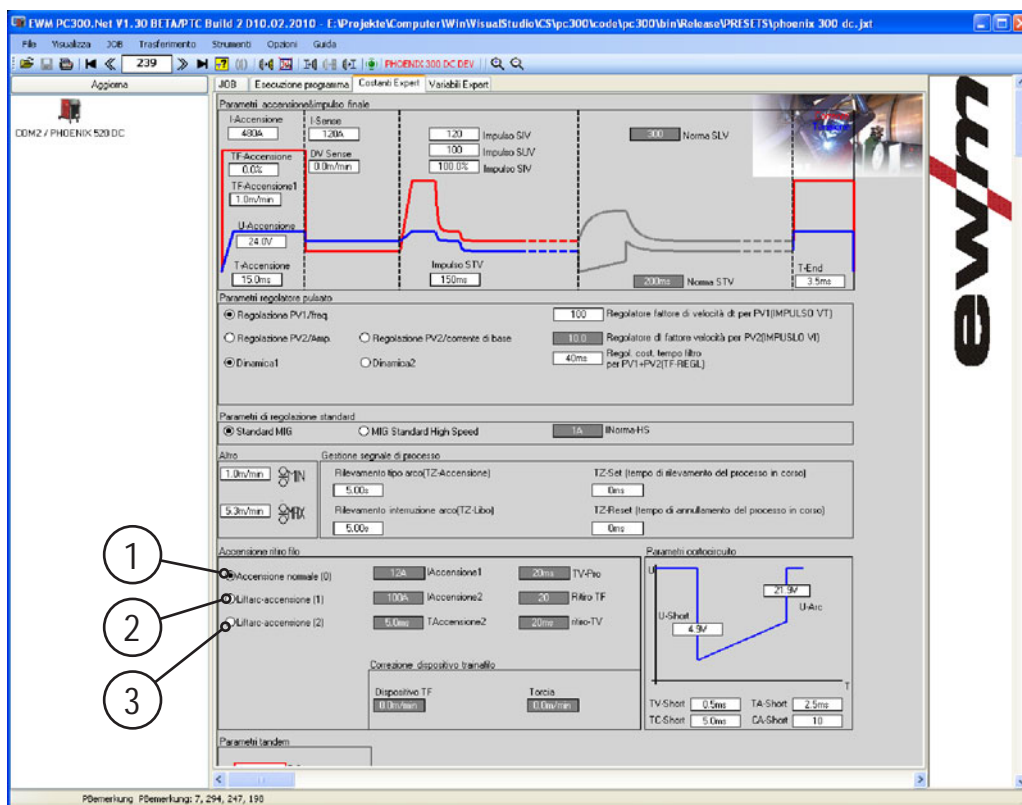 EWM PC300.Net V1.30 BETA/PTC Build 2 D10.02.2010 - E:\Projekte\Computer\Win\VisualStudio\CS\pc300\code\pc300\bin\Release\PRESETS\phoenix 300 dc.jxt
File Visualizza JOB Trasferimento Strumenti Opzioni Guida
239 PHOENIX 300 DC DEV
Aggiorna
COM2 / PHOENIX 520 DC
JOB Esecuzione programma Costanti Expert Variabili Expert
Parametri accensione&impulso finale
I-Accensione I-Sense
480A 120A 120 Impulso SIV 300 Norma SLV
100 Impulso SUV
TF-Accensione DV Sense
0.0% 0.0m/min 100.0% Impulso SIV
TF-Accensione1
1.0m/min
U-Accensione
24.0V
T-Accensione Impulso STV T-End
15.0ms 150ms 200ms Norma STV 3.5ms
Parametri regolatore pulsato
Regolazione PV1/freq 100 Regolatore fattore di velocità dt per PV1(IMPULSO VT)
Regolazione PV2/Amp. Regolazione PV2/corrente di base 10.0 Regolatore di fattore velocità per PV2(IMPUSLO VI)
Dinamica1 Dinamica2 40ms Regol. cost. tempo filtro
per PV1+PV2(TF-REGL)
Parametri di regolazione standard
Standard MIG MIG Standard High Speed 1A INorma-HS
Altro Gestione segnale di processo
1.0m/min MIN Rilevamento tipo arco(TZ-Accensione) TZ-Set (tempo di rilevamento del processo in corso)
5.00s 0ms
5.3m/min MAX Rilevamento interruzione arco(TZ-Libo) TZ-Reset (tempo di annullamento del processo in corso)
5.00s 0ms
Accensione ritiro filo Parametri cortocircuito
1 Accensione normale (0) 12A IAccensione1 20ms TV-Pro
2 Liftarc-accensione (1) 100A IAccensione2 20 Ritiro TF
3 Liftarc-accensione (2) 5.0ms TAccensione2 20ms ritiro-TV
U 21.9V
U-Short U-Arc
4.9V
T
Correzione dispositivo trainafilo
Dispositivo TF Torcia
0.0m/min 0.0m/min
TV-Short 0.5ms TA-Short 2.5ms
TC-Short 5.0ms CA-Short 10
Parametri tandem
PBemerkung PBemerkung: 7, 294, 247, 198
ewm